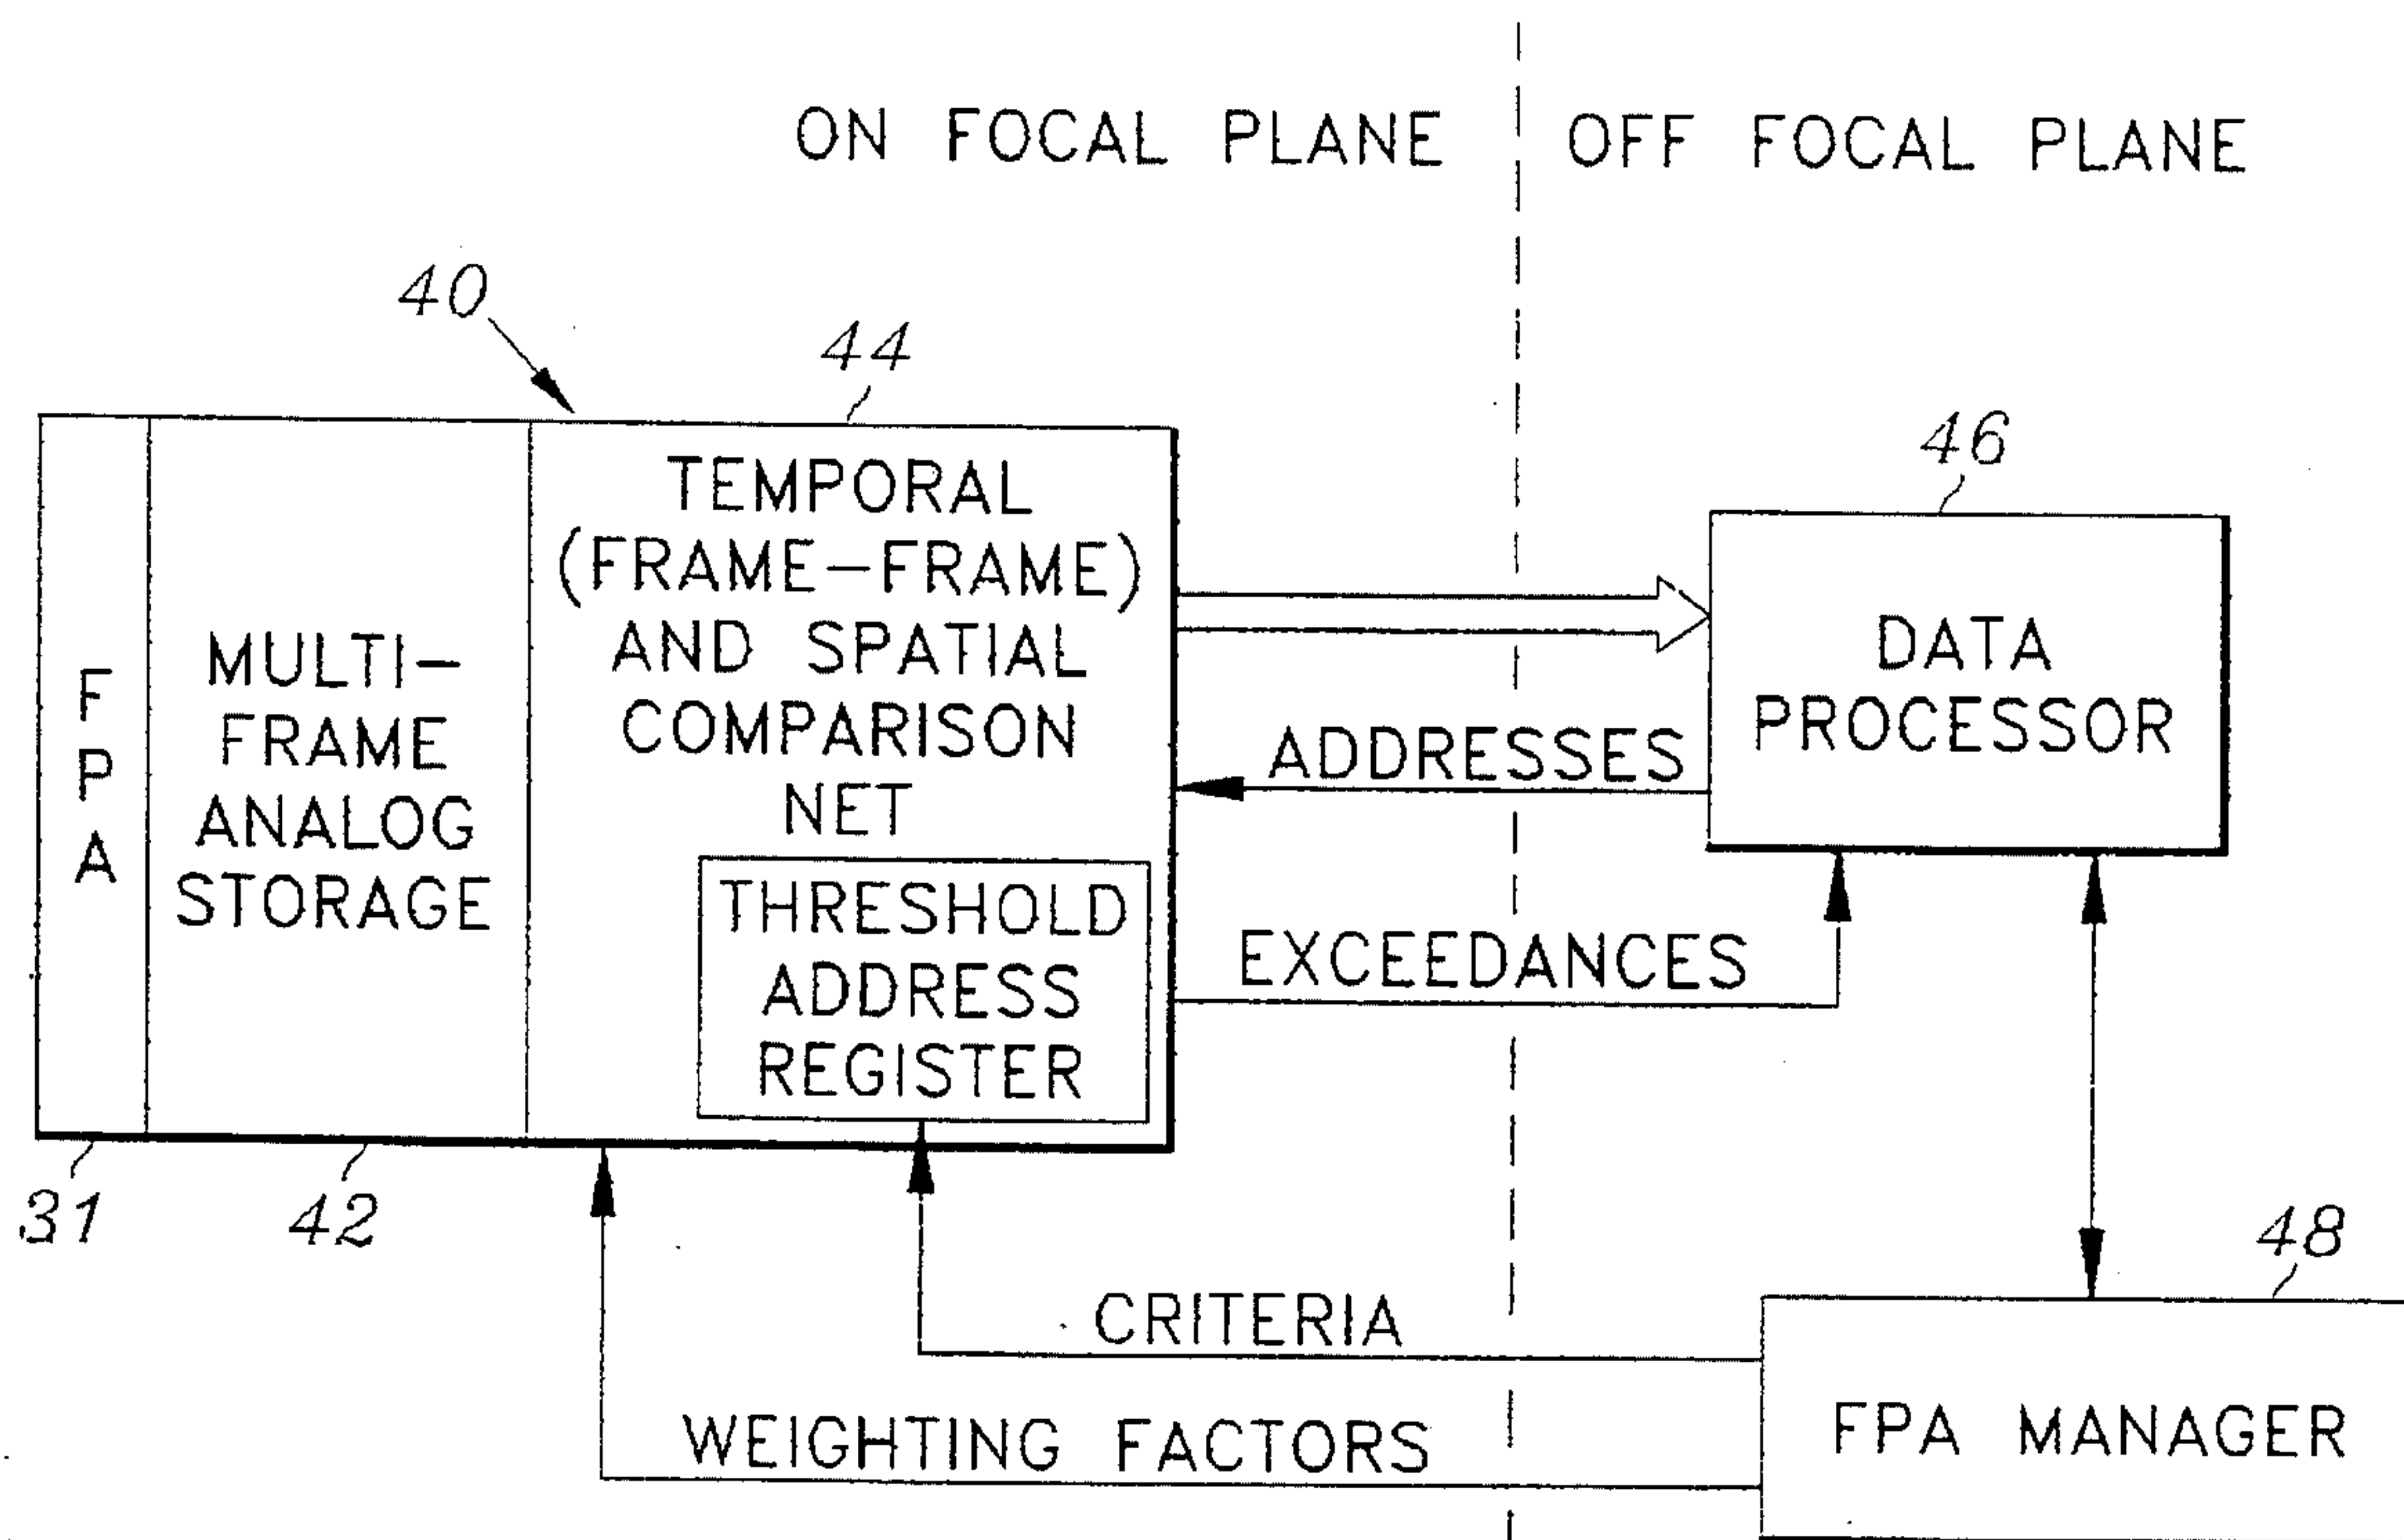 ON FOCAL PLANE
OFF FOCAL PLANE
40
44
46
FPA
MULTI-
FRAME
ANALOG
STORAGE
TEMPORAL
(FRAME-FRAME)
AND SPATIAL
COMPARISON
NET
THRESHOLD
ADDRESS
REGISTER
DATA
PROCESSOR
ADDRESSES
EXCEEDANCES
31
42
48
CRITERIA
WEIGHTING FACTORS
FPA MANAGER